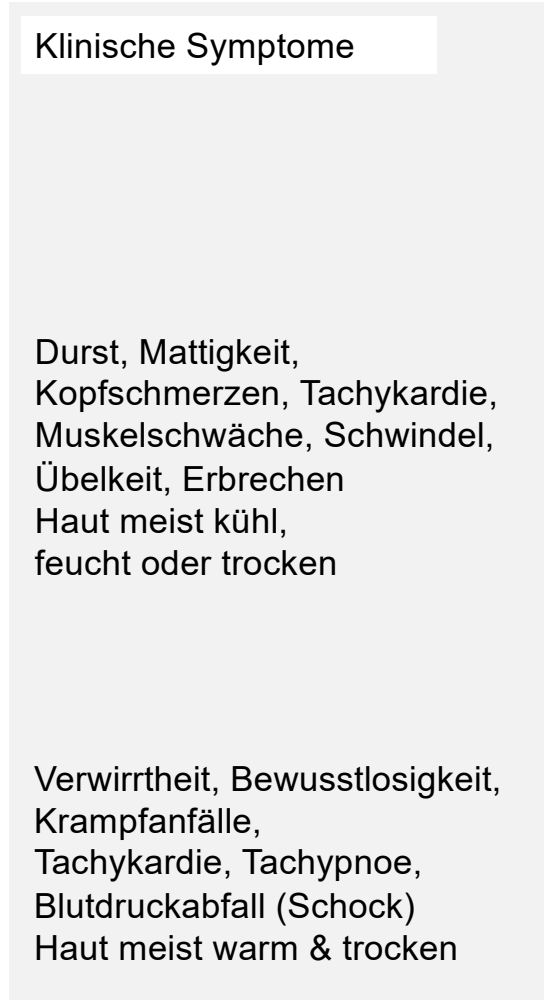 Klinische Symptome
Durst, Mattigkeit,
Kopfschmerzen, Tachykardie,
Muskelschwäche, Schwindel,
Übelkeit, Erbrechen
Haut meist kühl,
feucht oder trocken
Verwirrtheit, Bewusstlosigkeit,
Krampfanfälle,
Tachykardie, Tachypnoe,
Blutdruckabfall (Schock)
Haut meist warm & trocken